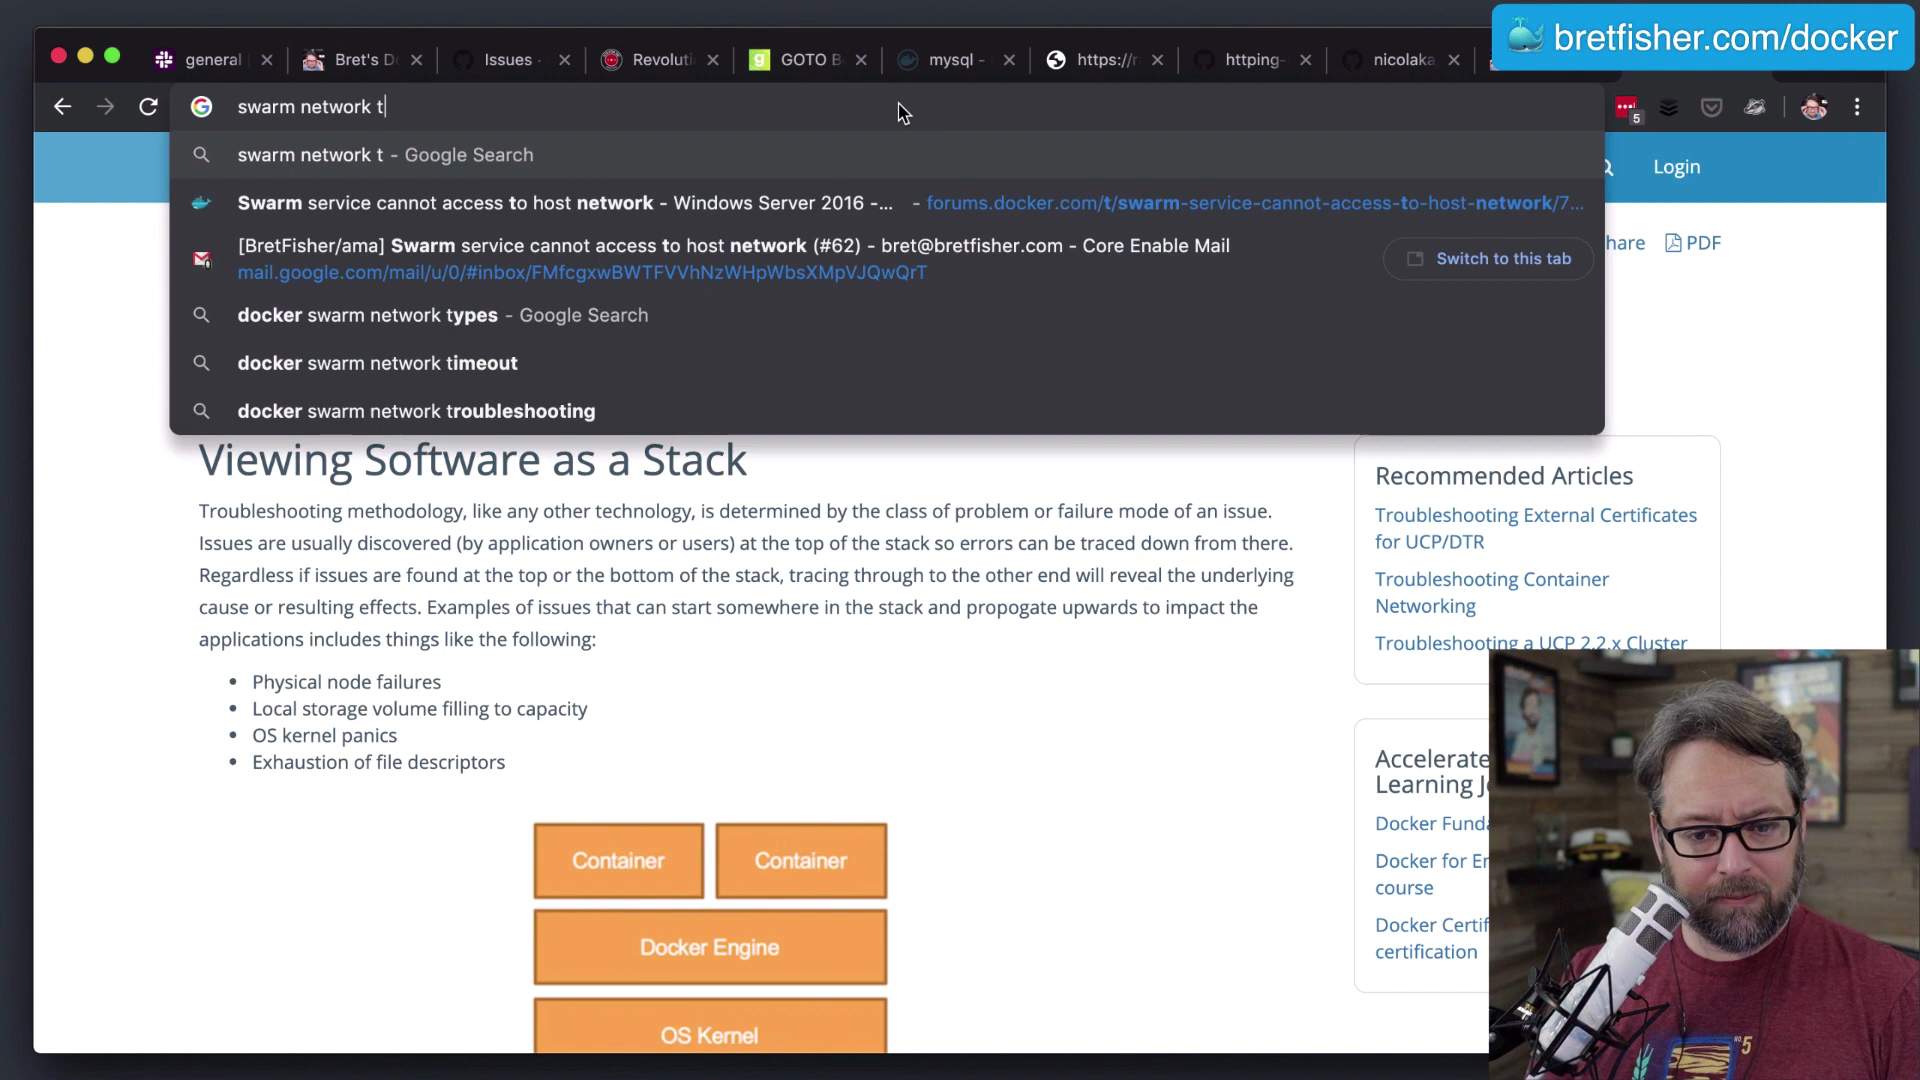 bretfisher.com/docker
general
Bret's D
Issues -
Revoluti
GOTO B
mysql -
https://r
httping-
nicolaka
swarm network t
5
swarm network t - Google Search
Swarm service cannot access to host network - Windows Server 2016 -... - forums.docker.com/t/swarm-service-cannot-access-to-host-network/7...
[BretFisher/ama] Swarm service cannot access to host network (#62) - bret@bretfisher.com - Core Enable Mail
mail.google.com/mail/u/0/#inbox/FMfcgxwBWTFVVhNzWHpWbsXMpVJQwQrT
Switch to this tab
docker swarm network types - Google Search
docker swarm network timeout
docker swarm network troubleshooting
Login
hare PDF
Viewing Software as a Stack
Troubleshooting methodology, like any other technology, is determined by the class of problem or failure mode of an issue.
Issues are usually discovered (by application owners or users) at the top of the stack so errors can be traced down from there.
Regardless if issues are found at the top or the bottom of the stack, tracing through to the other end will reveal the underlying
cause or resulting effects. Examples of issues that can start somewhere in the stack and propogate upwards to impact the
applications includes things like the following:
• Physical node failures
• Local storage volume filling to capacity
• OS kernel panics
• Exhaustion of file descriptors
Container
Container
Docker Engine
OS Kernel
Recommended Articles
Troubleshooting External Certificates
for UCP/DTR
Troubleshooting Container
Networking
Troubleshooting a UCP 2.2.x Cluster
Accelerate
Learning J
Docker Funda
Docker for En
course
Docker Certif
certification